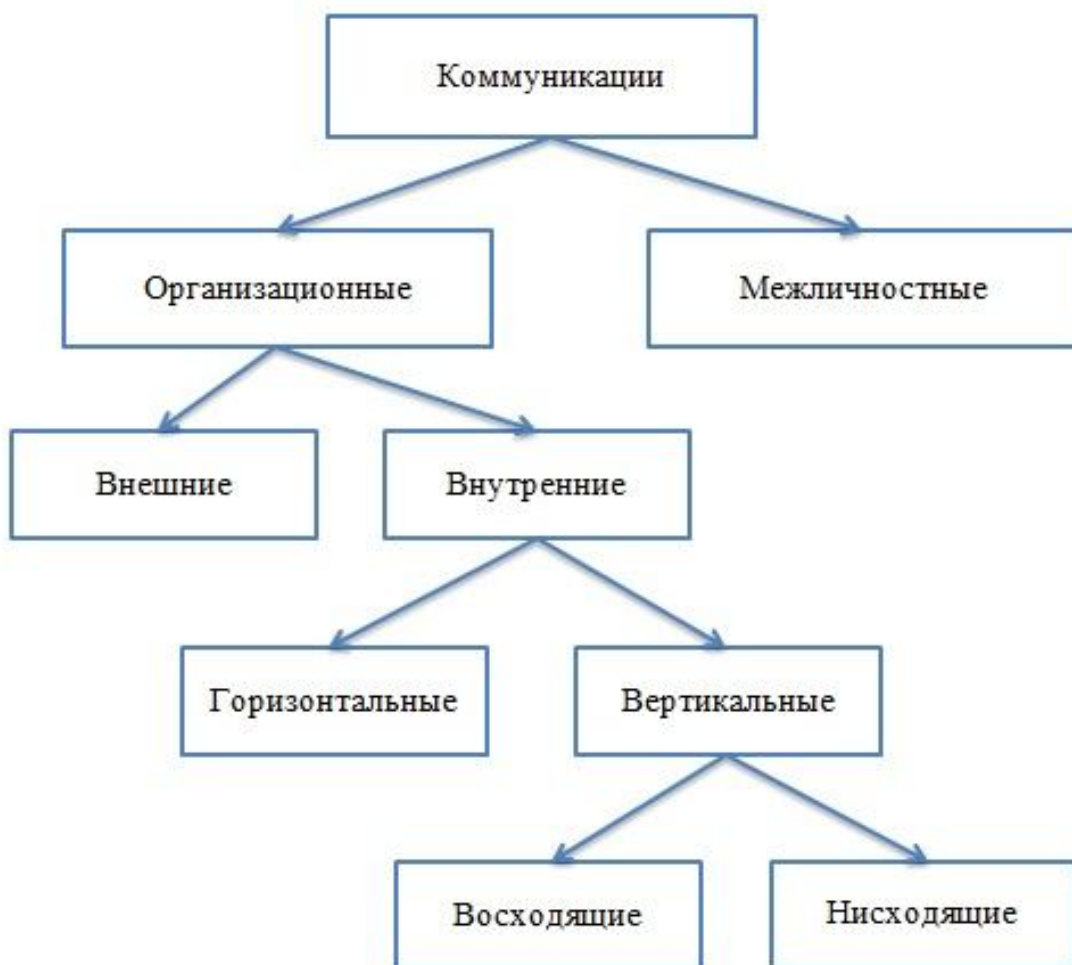 Коммуникации
Организационные
Межличностные
Внешние
Внутренние
Горизонтальные
Вертикальные
Восходящие
Нисходящие